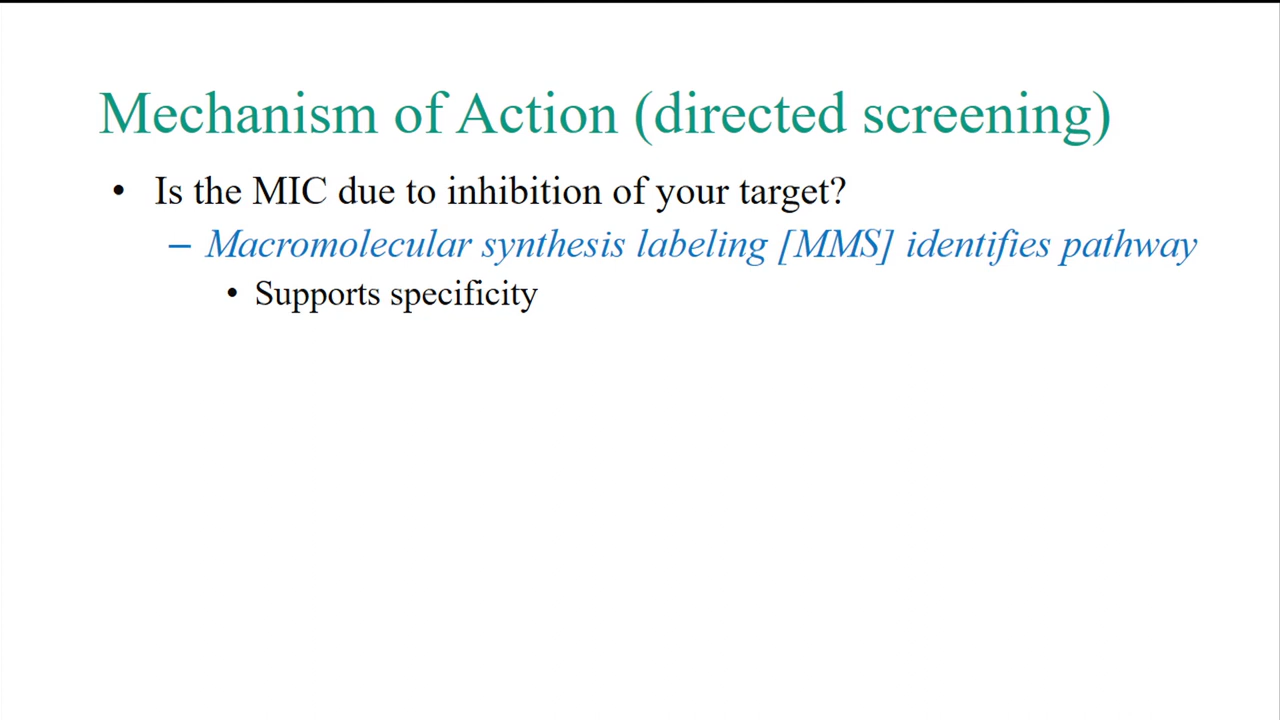 Mechanism of Action (directed screening)
• Is the MIC due to inhibition of your target?
– Macromolecular synthesis labeling [MMS] identifies pathway
• Supports specificity